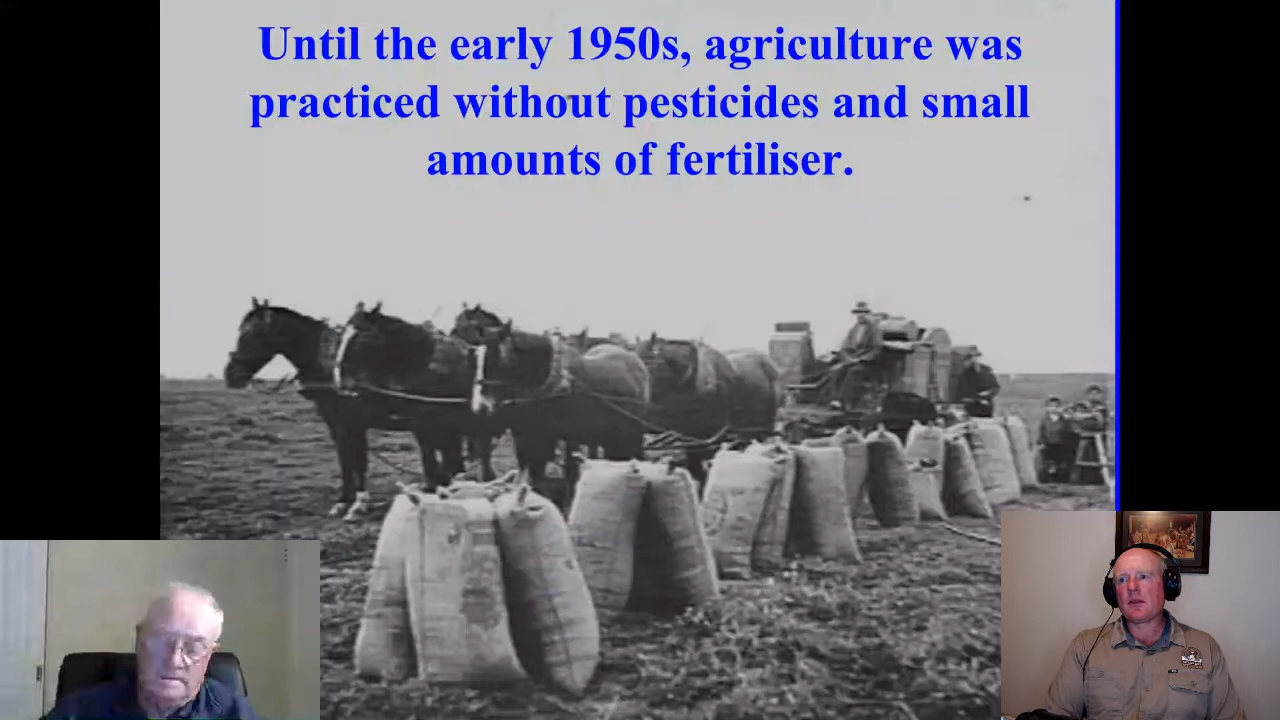 Until the early 1950s, agriculture was
practiced without pesticides and small
amounts of fertiliser.